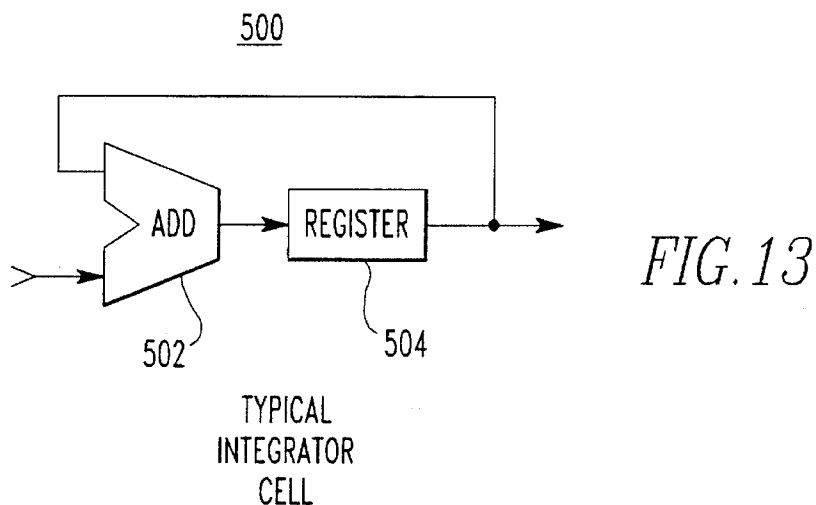 500
ADD
REGISTER
502
504
FIG. 13
TYPICAL
INTEGRATOR
CELL